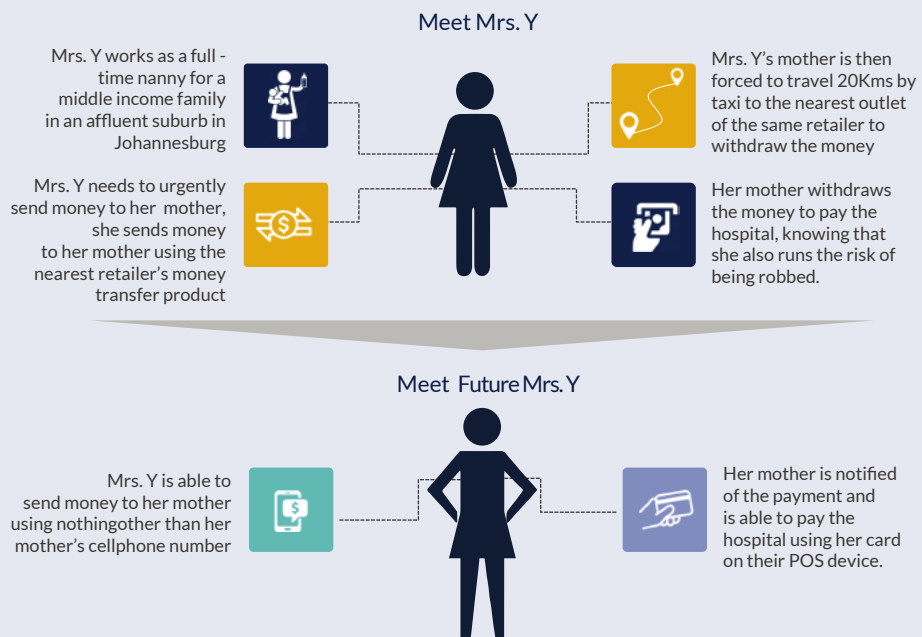 Meet Mrs. Y
Mrs. Y works as a full -
time nanny for a
middle income family
in an affluent suburb in
Johannesburg
Mrs. Y needs to urgently
send money to her mother,
she sends money
to her mother using the
nearest retailer’s money
transfer product
Mrs. Y’s mother is then
forced to travel 20Kms by
taxi to the nearest outlet
of the same retailer to
withdraw the money
Her mother withdraws
the money to pay the
hospital, knowing that
she also runs the risk of
being robbed.
Meet Future Mrs. Y
Mrs. Y is able to
send money to her mother
using nothingother than her
mother’s cellphone number
Her mother is notified
of the payment and
is able to pay the
hospital using her card
on their POS device.